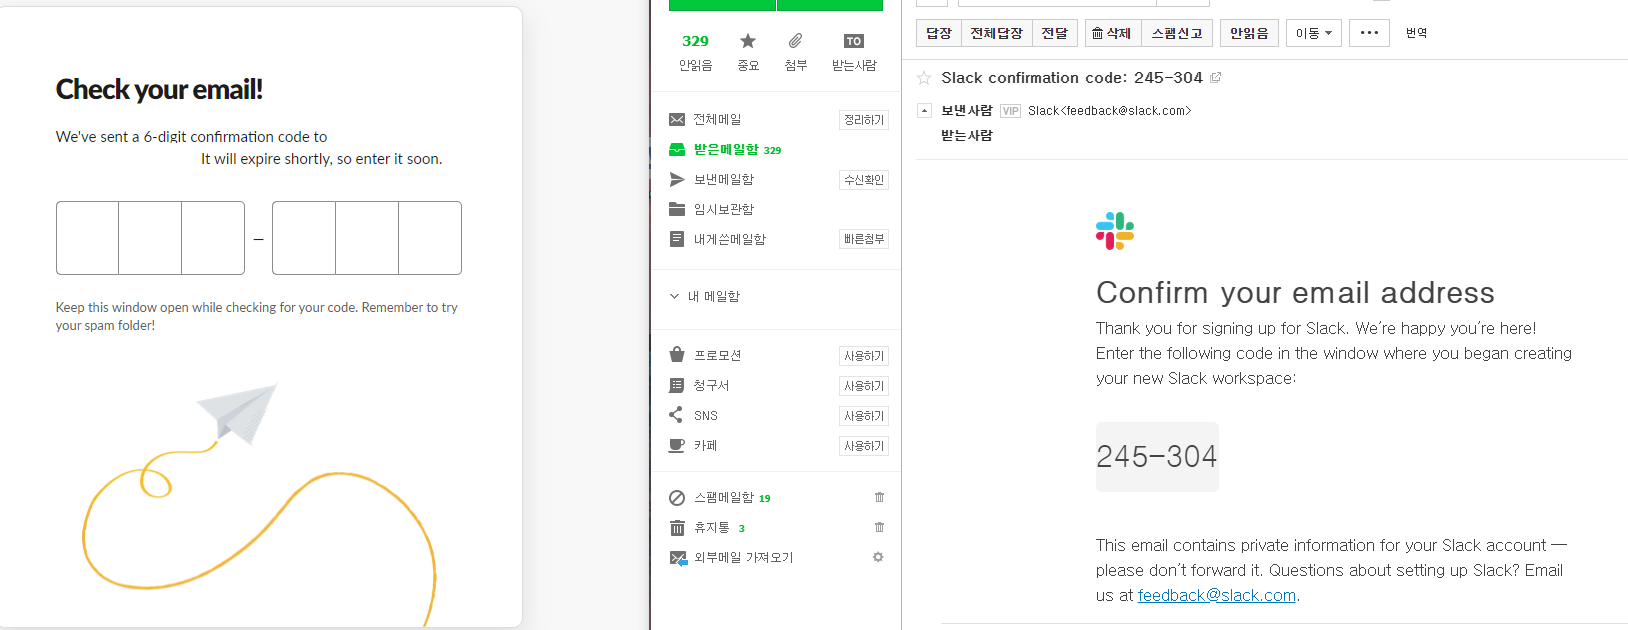 Check your email!
We've sent a 6-digit confirmation code to
It will expire shortly, so enter it soon.
–
Keep this window open while checking for your code. Remember to try
your spam folder!
329
안읽음
중요
첨부
TO
받는사람
전체메일
정리하기
받은메일함 329
보낸메일함
수신확인
임시보관함
내게쓴메일함
빠른첨부
내 메일함
프로모션
사용하기
청구서
사용하기
SNS
사용하기
카페
사용하기
스팸메일함 19
휴지통 3
외부메일 가져오기
답장 전체답장 전달 삭제 스팸신고 안읽음 이동 ··· 번역
Slack confirmation code: 245-304
보낸사람 VIP Slack<feedback@slack.com>
받는사람
Confirm your email address
Thank you for signing up for Slack. We're happy you're here!
Enter the following code in the window where you began creating
your new Slack workspace:
245-304
This email contains private information for your Slack account —
please don't forward it. Questions about setting up Slack? Email
us at feedback@slack.com.